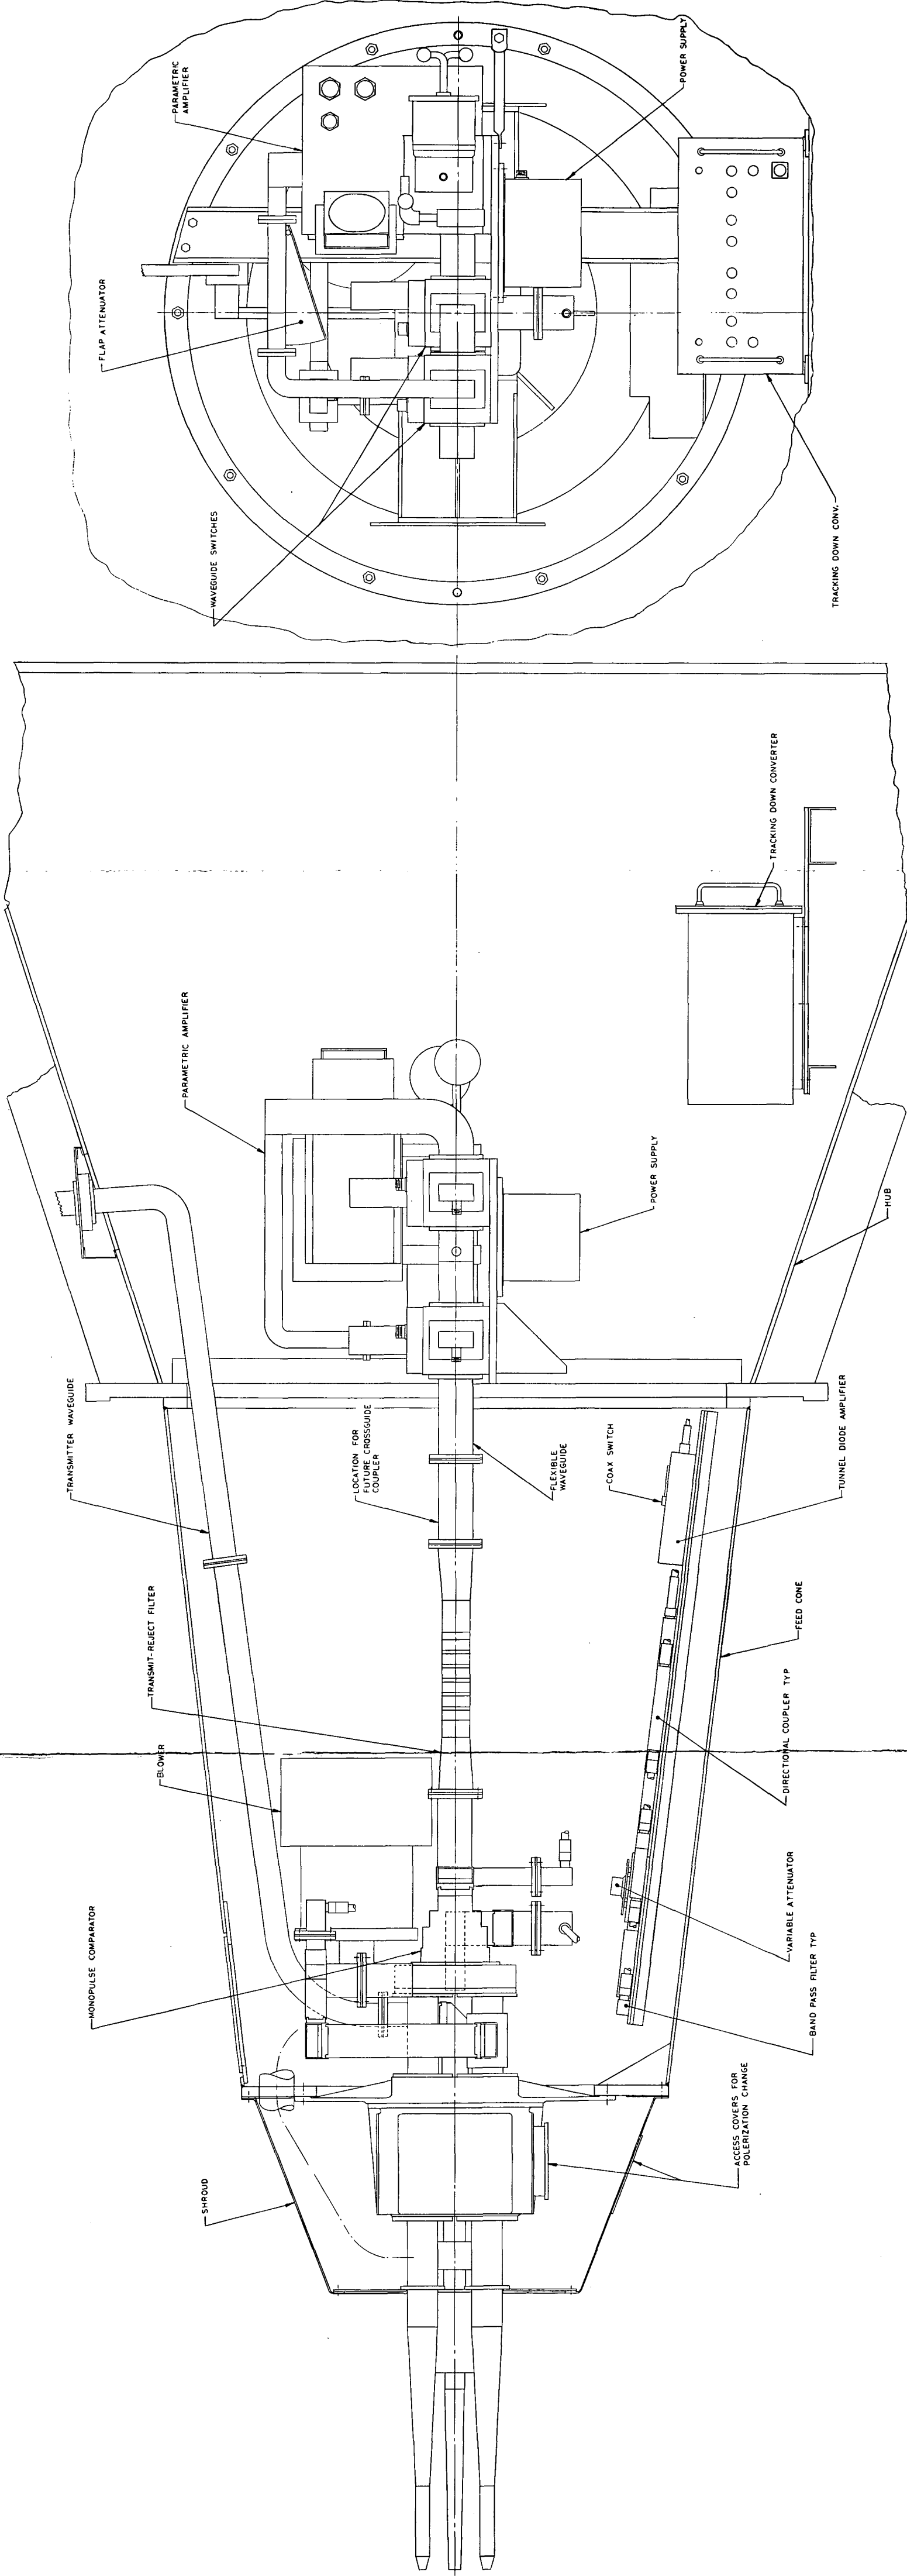 SHROUD
MONOPULSE COMPARATOR
BLOWER
TRANSMIT-REJECT FILTER
TRANSMITTER WAVEGUIDE
LOCATION FOR
FUTURE CROSSGUIDE
COUPLER
PARAMETRIC AMPLIFIER
FLEXIBLE
WAVEGUIDE
POWER SUPPLY
COAX SWITCH
TRACKING DOWN CONVERTER
ACCESS COVERS FOR
POLERIZATION CHANGE
BAND PASS FILTER TYP
VARIABLE ATTENUATOR
DIRECTIONAL COUPLER TYP
FEED CONE
TUNNEL DIODE AMPLIFIER
HUB
WAVEGUIDE SWITCHES
FLAP ATTENUATOR
PARAMETRIC
AMPLIFIER
POWER SUPPLY
TRACKING DOWN CONV.